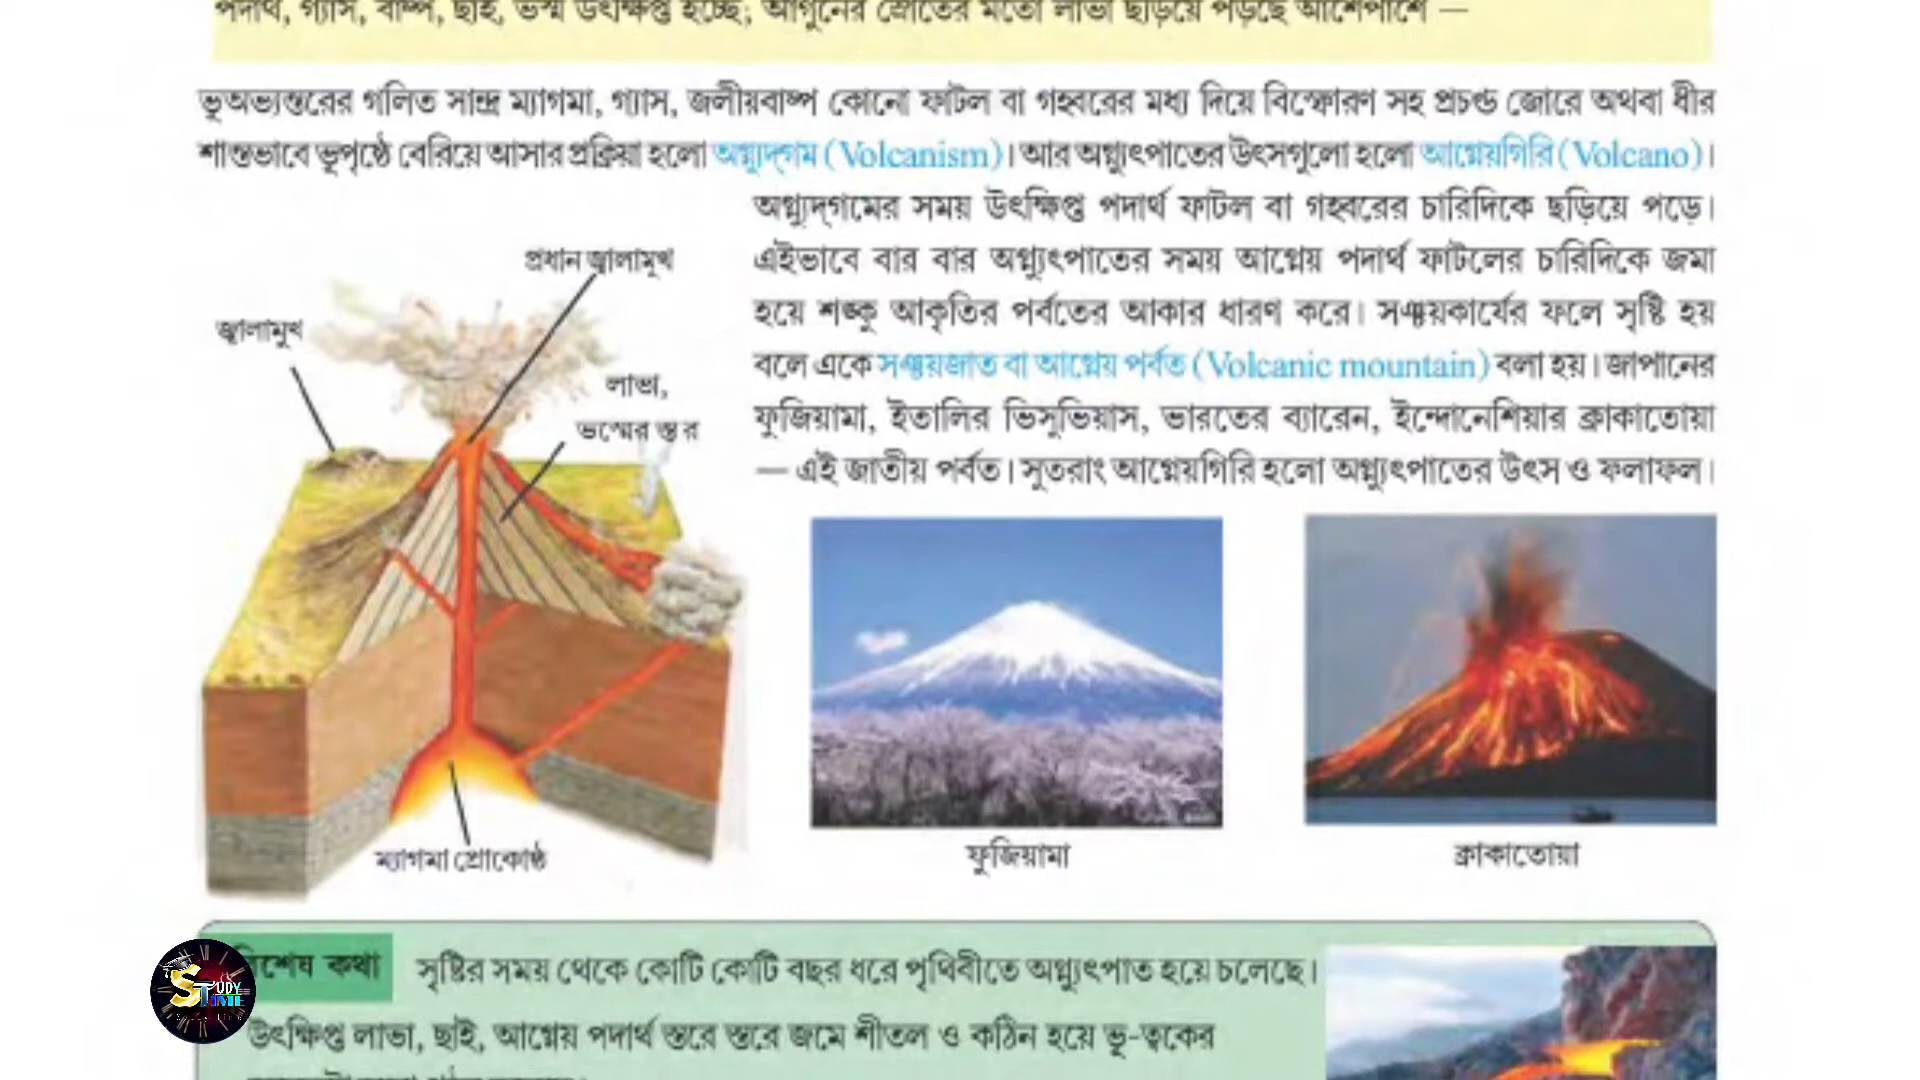 পদার্থ, গ্যাস, বাষ্প, ছাই, ভস্ম উৎক্ষিপ্ত হচ্ছে; আগুনের স্রোতের মতো লাভা ছড়িয়ে পড়ছে আশেপাশে —
ভূঅভ্যন্তরের গলিত সান্দ্র ম্যাগমা, গ্যাস, জলীয়বাষ্প কোনো ফাটল বা গহ্বরের মধ্য দিয়ে বিস্ফোরণ সহ প্রচণ্ড জোরে অথবা ধীর
শান্তভাবে ভূপৃষ্ঠে বেরিয়ে আসার প্রক্রিয়া হলো অগ্ন্যুদ্‌গম (Volcanism)। আর অগ্ন্যুৎপাতের উৎসগুলো হলো আগ্নেয়গিরি (Volcano)।
অগ্ন্যুদ্‌গমের সময় উৎক্ষিপ্ত পদার্থ ফাটল বা গহ্বরের চারিদিকে ছড়িয়ে পড়ে।
এইভাবে বার বার অগ্ন্যুৎপাতের সময় আগ্নেয় পদার্থ ফাটলের চারিদিকে জমা
হয়ে শঙ্কু আকৃতির পর্বতের আকার ধারণ করে। সঞ্চয়কার্যের ফলে সৃষ্টি হয়
বলে একে সঞ্চয়জাত বা আগ্নেয় পর্বত (Volcanic mountain) বলা হয়। জাপানের
ফুজিয়ামা, ইতালির ভিসুভিয়াস, ভারতের ব্যারেন, ইন্দোনেশিয়ার ক্রাকাতোয়া
— এই জাতীয় পর্বত। সুতরাং আগ্নেয়গিরি হলো অগ্ন্যুৎপাতের উৎস ও ফলাফল।
প্রধান জ্বালামুখ
জ্বালামুখ
লাভা,
ভস্মের স্তর
ম্যাগমা প্রোকোষ্ঠ
ফুজিয়ামা
ক্রাকাতোয়া
বিশেষ কথা
সৃষ্টির সময় থেকে কোটি কোটি বছর ধরে পৃথিবীতে অগ্ন্যুৎপাত হয়ে চলেছে।
উৎক্ষিপ্ত লাভা, ছাই, আগ্নেয় পদার্থ স্তরে স্তরে জমে শীতল ও কঠিন হয়ে ভূ-ত্বকের
STUDY
TIME